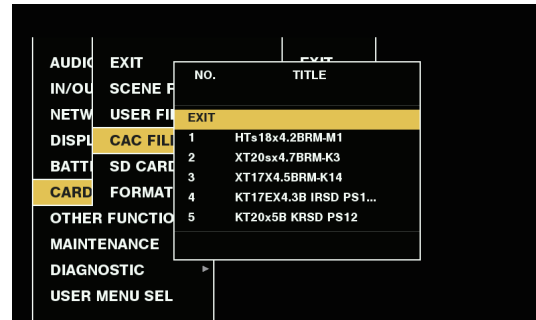 AUDIO
IN/OU
NETW
DISPL
BATT
CARD
OTHER FUNCTIO
MAINTENANCE
DIAGNOSTIC
USER MENU SEL
EXIT
SCENE F
USER FI
CAC FIL
SD CARD
FORMAT
EXIT
NO. TITLE
EXIT
1 HTs18x4.2BRM-M1
2 XT20sx4.7BRM-K3
3 XT17X4.5BRM-K14
4 KT17EX4.3B IRSD PS1...
5 KT20x5B KRSD PS12